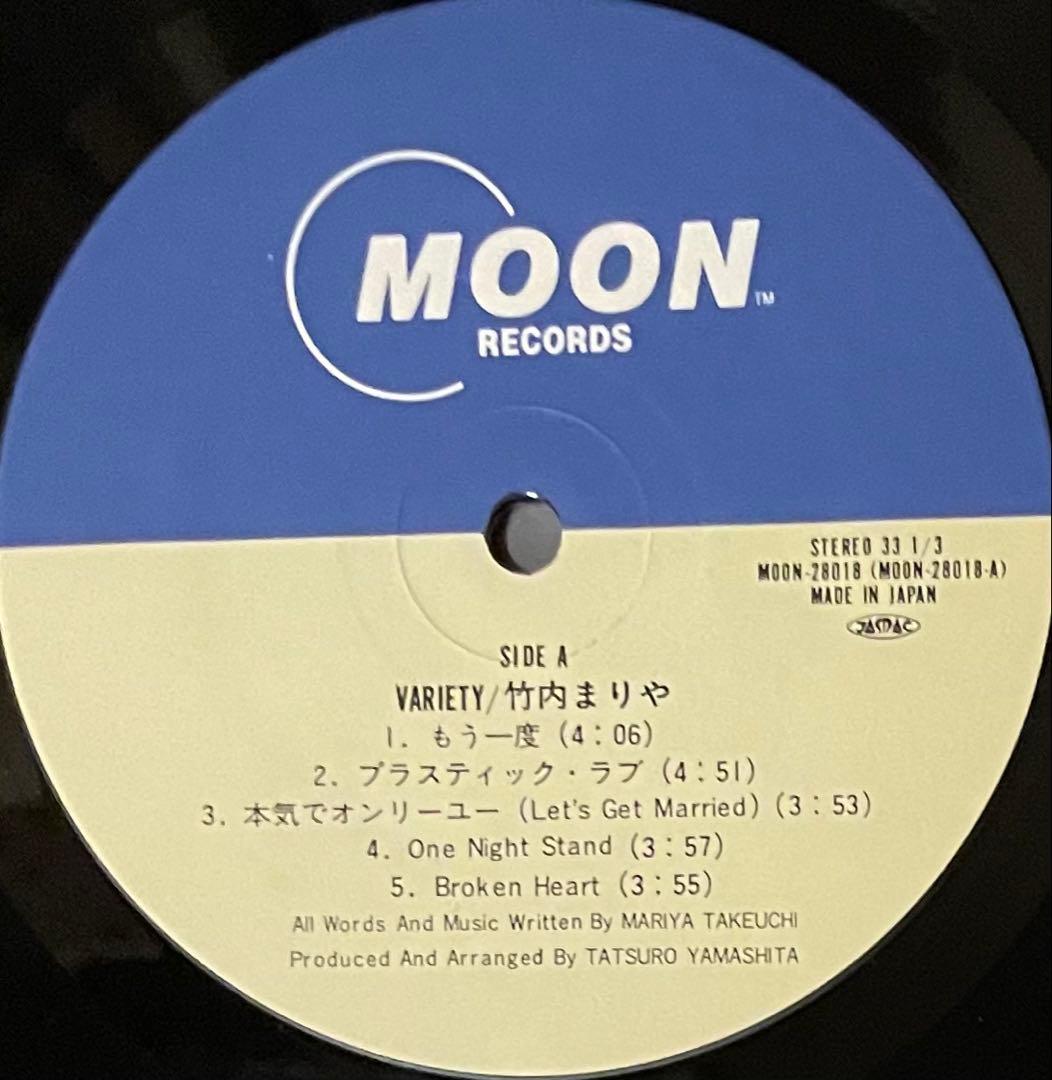 MOON
TM
RECORDS
STEREO 33 1/3
MOON-28018 (MOON-28018-A)
MADE IN JAPAN
JASRAC
SIDE A
VARIETY/竹内まりや
1. もう一度 (4:06)
2. プラスティック・ラブ (4:51)
3. 本気でオンリーユー (Let's Get Married) (3:53)
4. One Night Stand (3:57)
5. Broken Heart (3:55)
All Words And Music Written By MARIYA TAKEUCHI
Produced And Arranged By TATSURO YAMASHITA